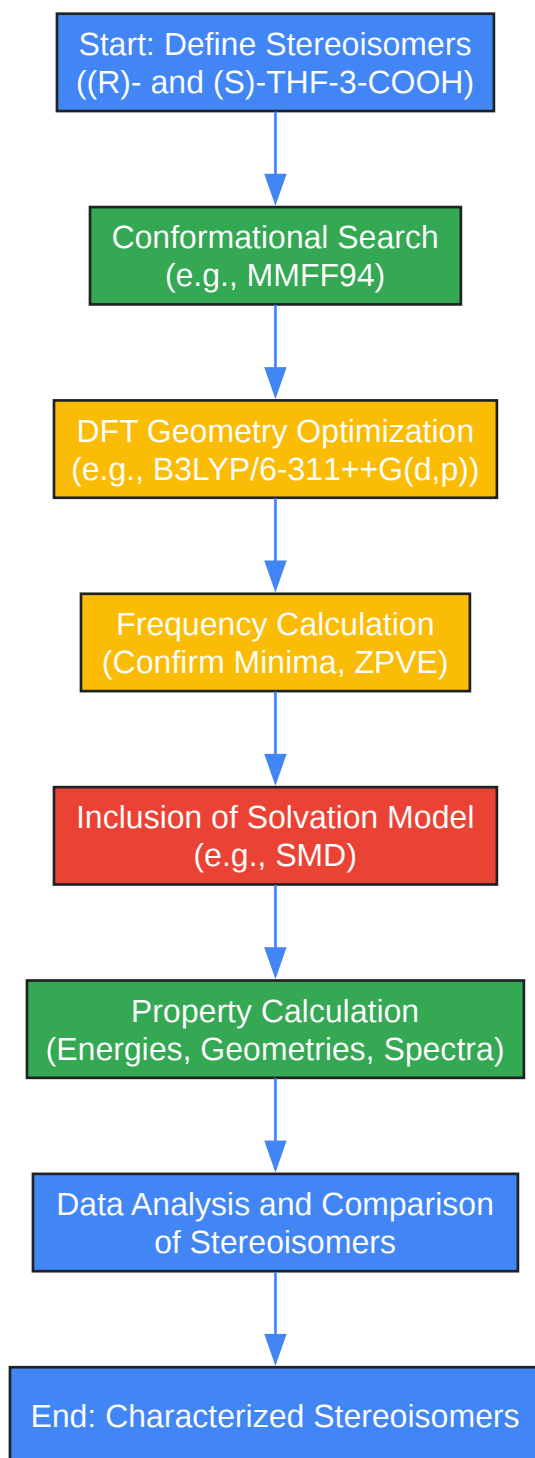 Start: Define Stereoisomers
((R)- and (S)-THF-3-COOH)
Conformational Search
(e.g., MMFF94)
DFT Geometry Optimization
(e.g., B3LYP/6-311++G(d,p))
Frequency Calculation
(Confirm Minima, ZPVE)
Inclusion of Solvation Model
(e.g., SMD)
Property Calculation
(Energies, Geometries, Spectra)
Data Analysis and Comparison
of Stereoisomers
End: Characterized Stereoisomers